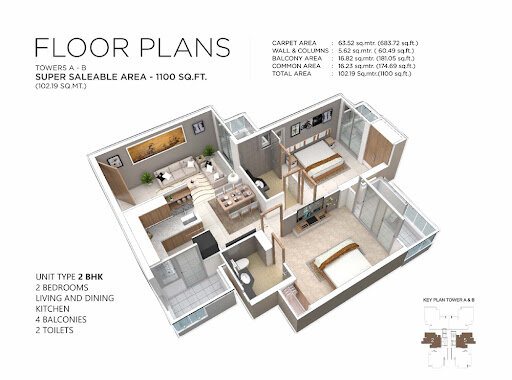 FLOOR PLANS
TOWERS A - B
SUPER SALEABLE AREA - 1100 SQ.FT.
(102.19 SQ.MT.)
CARPET AREA : 63.52 sq.mtr. (683.72 sq.ft.)
WALL & COLUMNS : 5.62 sq.mtr. ( 60.49 sq.ft.)
BALCONY AREA : 16.82 sq.mtr. (181.05 sq.ft.)
COMMON AREA : 16.23 sq.mtr. (174.69 sq.ft.)
TOTAL AREA : 102.19 Sq.mtr.(1100 sq.ft.)
UNIT TYPE 2 BHK
2 BEDROOMS
LIVING AND DINING
KITCHEN
4 BALCONIES
2 TOILETS
KEY PLAN TOWER A & B